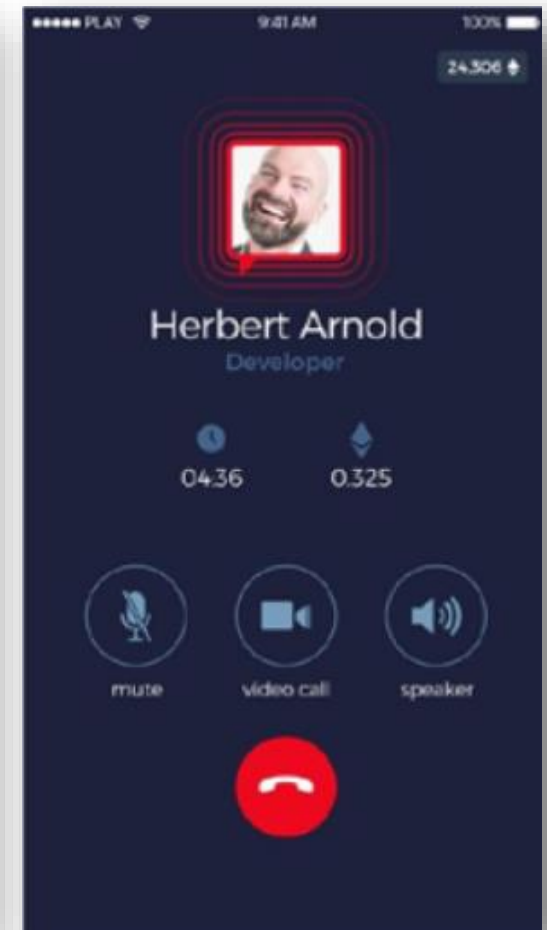 PLAY 9:41 AM 100%
24.306
Herbert Arnold
Developer
04:36 0.325
mute video call speaker